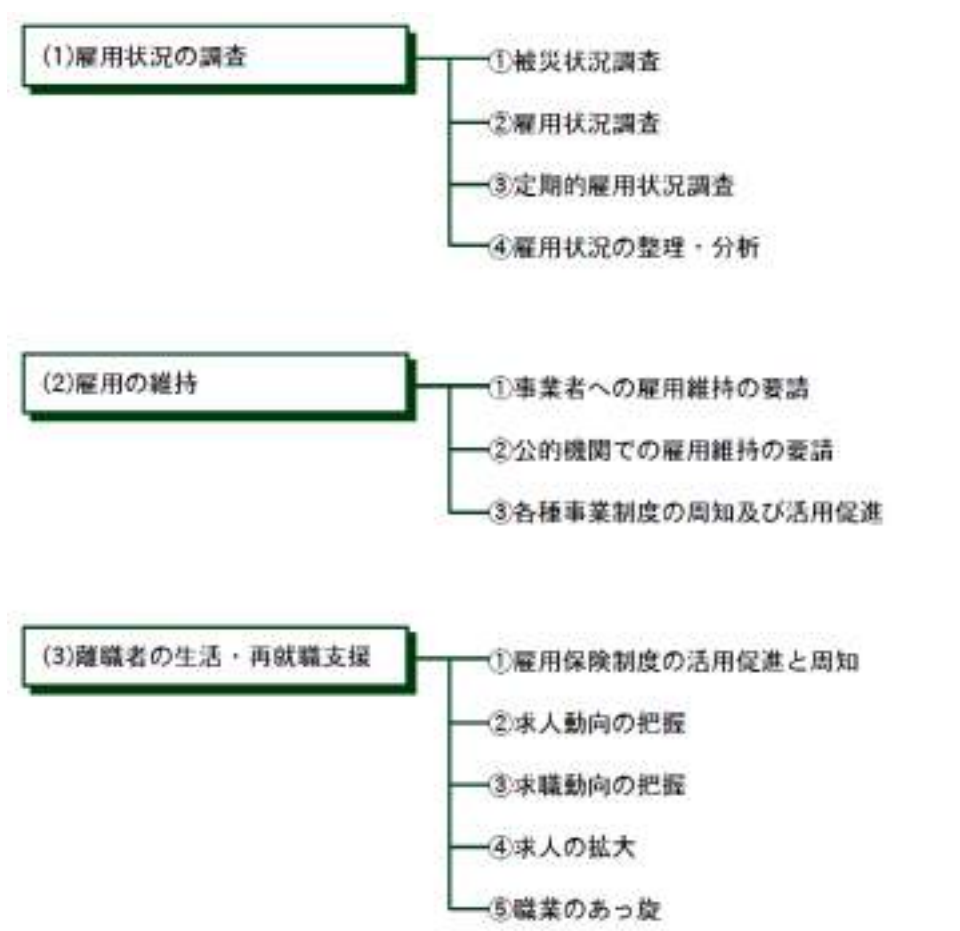 (1)雇用状況の調査
①被災状況調査
②雇用状況調査
③定期的雇用状況調査
④雇用状況の整理・分析
(2)雇用の維持
①事業者への雇用維持の要請
②公的機関での雇用維持の要請
③各種事業制度の周知及び活用促進
(3)離職者の生活・再就職支援
①雇用保険制度の活用促進と周知
②求人動向の把握
③求職動向の把握
④求人の拡大
⑤職業のあっ旋